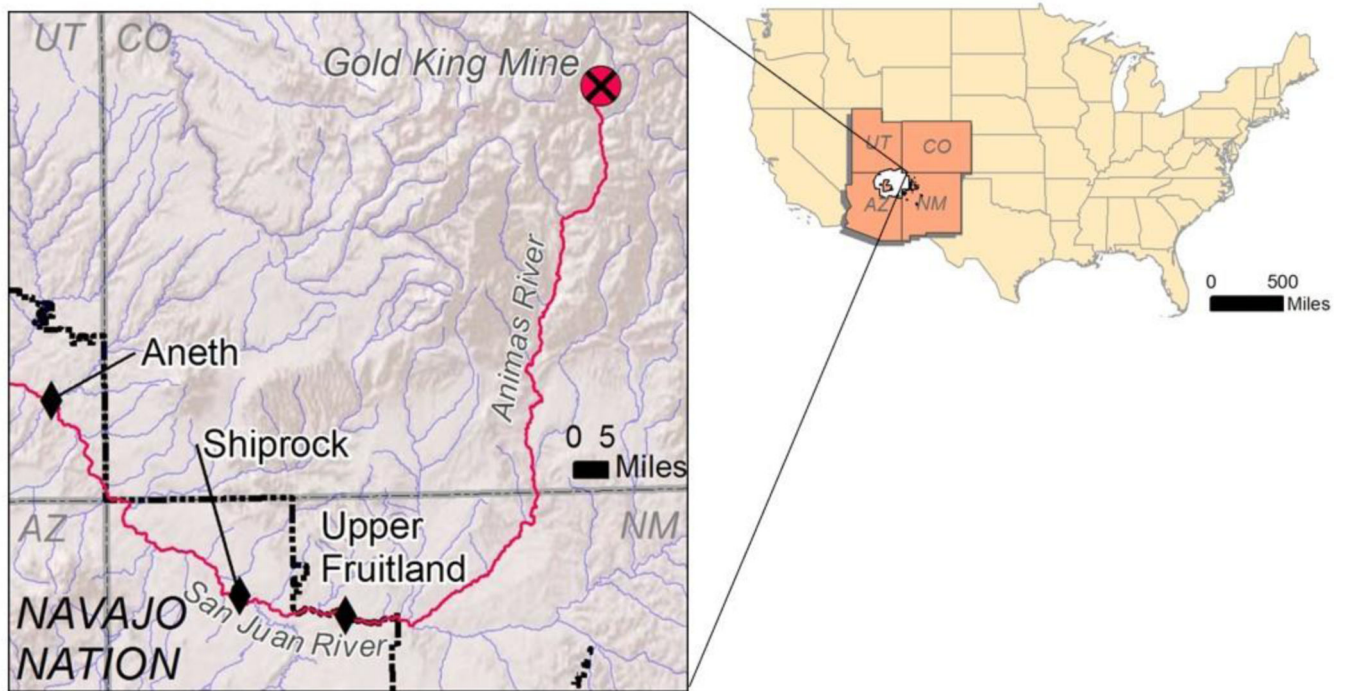 UT CO
Gold King Mine
Animas River
Aneth
Shiprock
0 5
Miles
AZ
Upper
Fruitland
NM
San Juan River
NAVAJO
NATION
UT
CO
AZ
NM
0 500
Miles